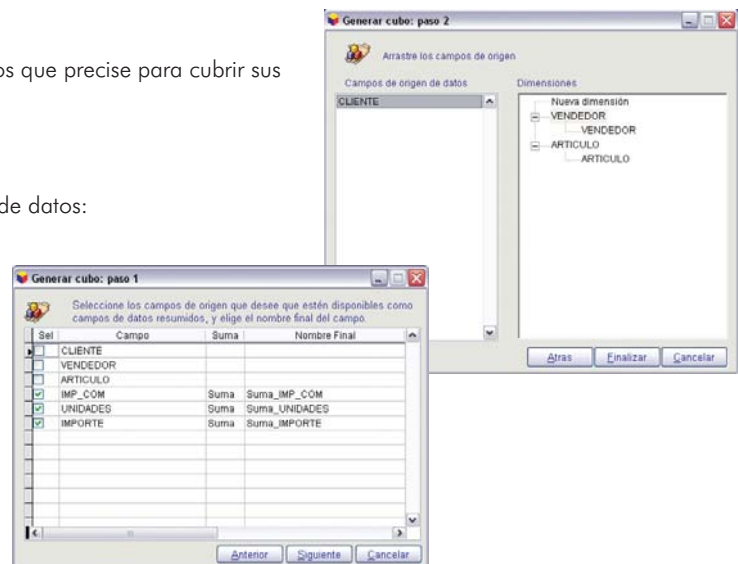 os que precise para cubrir sus
de datos:
Generar cubo: paso 2
Arrastre los campos de origen
Campos de origen de datos
Dimensiones
CLIENTE
Nueva dimensión
VENDEDOR
VENDEDOR
ARTICULO
ARTICULO
Atras
Finalizar
Cancelar
Generar cubo: paso 1
Seleccione los campos de origen que desee que estén disponibles como
campos de datos resumidos, y elige el nombre final del campo.
Sel Campo Suma Nombre Final
CLIENTE
VENDEDOR
ARTICULO
IMP_COM Suma Suma_IMP_COM
UNIDADES Suma Suma_UNIDADES
IMPORTE Suma Suma_IMPORTE
Anterior
Siguiente
Cancelar